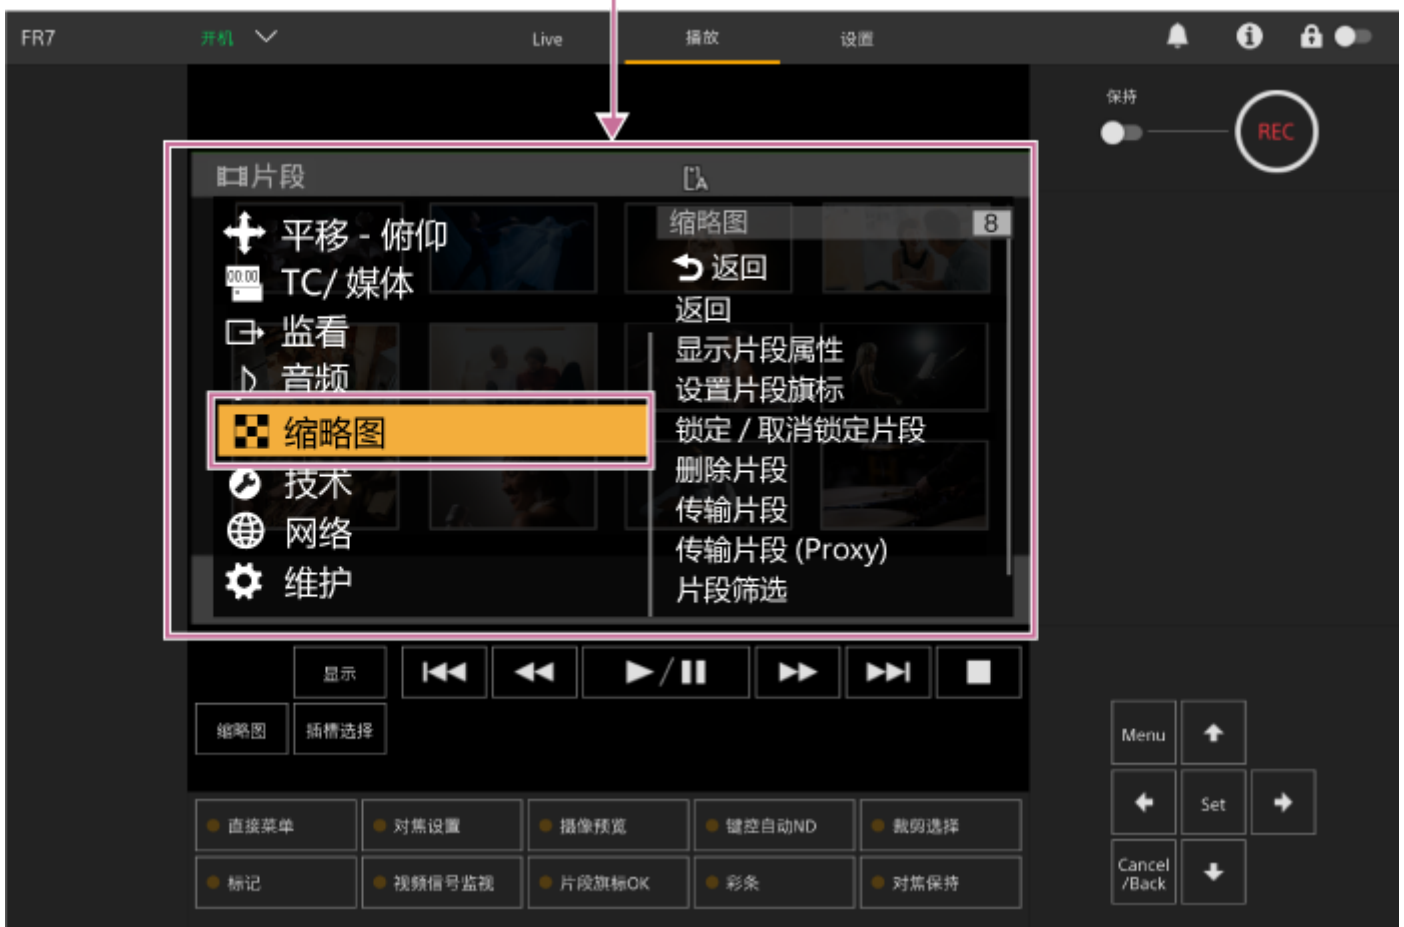 FR7
开机
Live
播放
设置
保持
REC
片段
A
平移 - 俯仰
00:00
TC/ 媒体
监看
音频
缩略图
技术
网络
维护
缩略图 8
返回
返回
显示片段属性
设置片段旗标
锁定 / 取消锁定片段
删除片段
传输片段
传输片段 (Proxy)
片段筛选
显示
缩略图
插槽选择
直接菜单
对焦设置
摄像预览
键控自动ND
裁剪选择
标记
视频信号监视
片段旗标OK
彩条
对焦保持
Menu
Set
Cancel
/Back